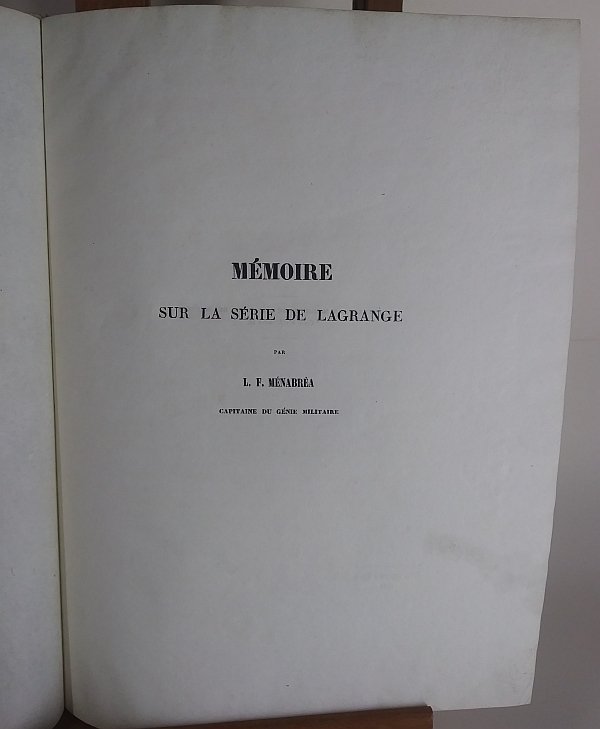 MÉMOIRE
SUR LA SÉRIE DE LAGRANGE
PAR
L. F. MÉNABRÉA
CAPITAINE DU GÉNIE MILITAIRE